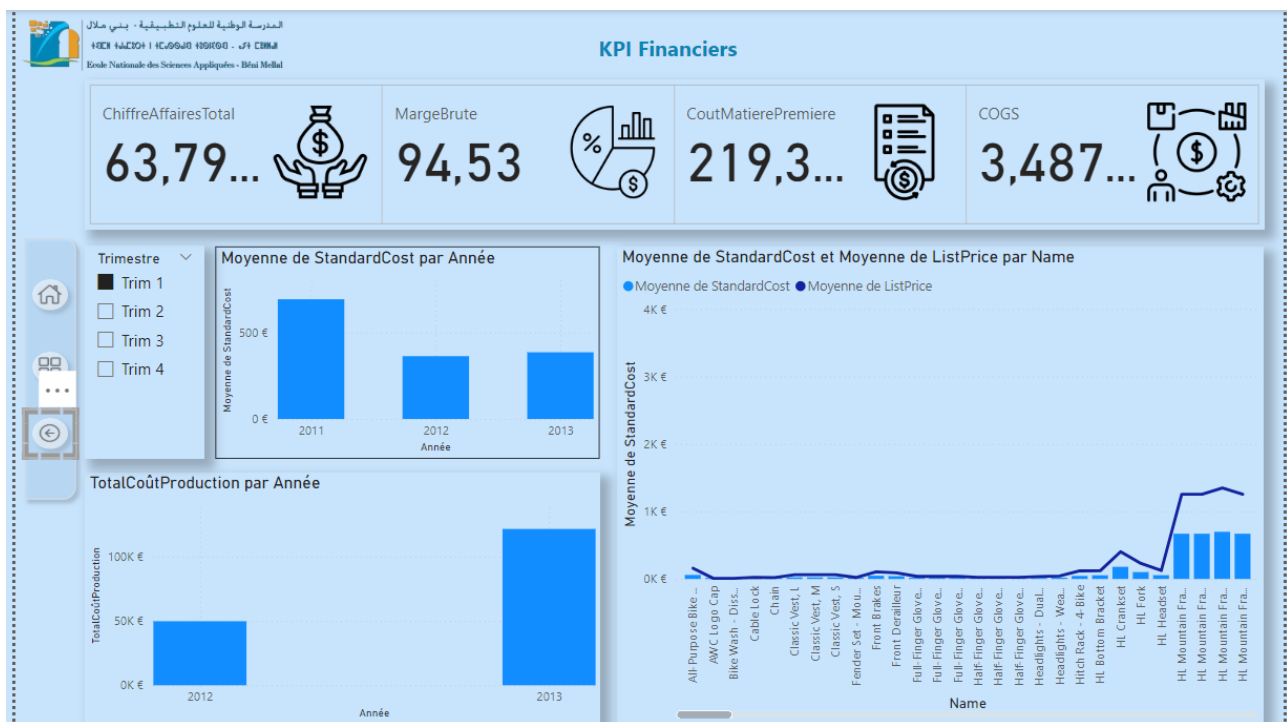 المدرسة الوطنية للعلوم التطبيقية - بني ملال
Ecole Nationale des Sciences Appliquées - Béni Mellal
KPI Financiers
ChiffreAffairesTotal
63,79...
MargeBrute
94,53
CoutMatierePremiere
219,3...
COGS
3,487...
Trimestre
Trim 1
Trim 2
Trim 3
Trim 4
Moyenne de StandardCost par Année
Moyenne de StandardCost
500 €
0 €
2011
2012
2013
Année
TotalCoûtProduction par Année
TotalCoûtProduction
100K €
50K €
0K €
2012
2013
Année
Moyenne de StandardCost et Moyenne de ListPrice par Name
Moyenne de StandardCost
Moyenne de ListPrice
Moyenne de StandardCost
4K €
3K €
2K €
1K €
0K €
All-Purpose Bike ...
AWC Logo Cap
Bike Wash - Diss...
Cable Lock
Chain
Classic Vest, L
Classic Vest, M
Classic Vest, S
Fender Set - Mou...
Front Brakes
Front Derailleur
Full-Finger Glove...
Full-Finger Glove...
Full-Finger Glove...
Half-Finger Glove...
Half-Finger Glove...
Half-Finger Glove...
Headlights - Dual...
Headlights - Wea...
Hitch Rack - 4-Bike
HL Bottom Bracket
HL Crankset
HL Fork
HL Headset
HL Mountain Fra...
HL Mountain Fra...
HL Mountain Fra...
HL Mountain Fra...
Name